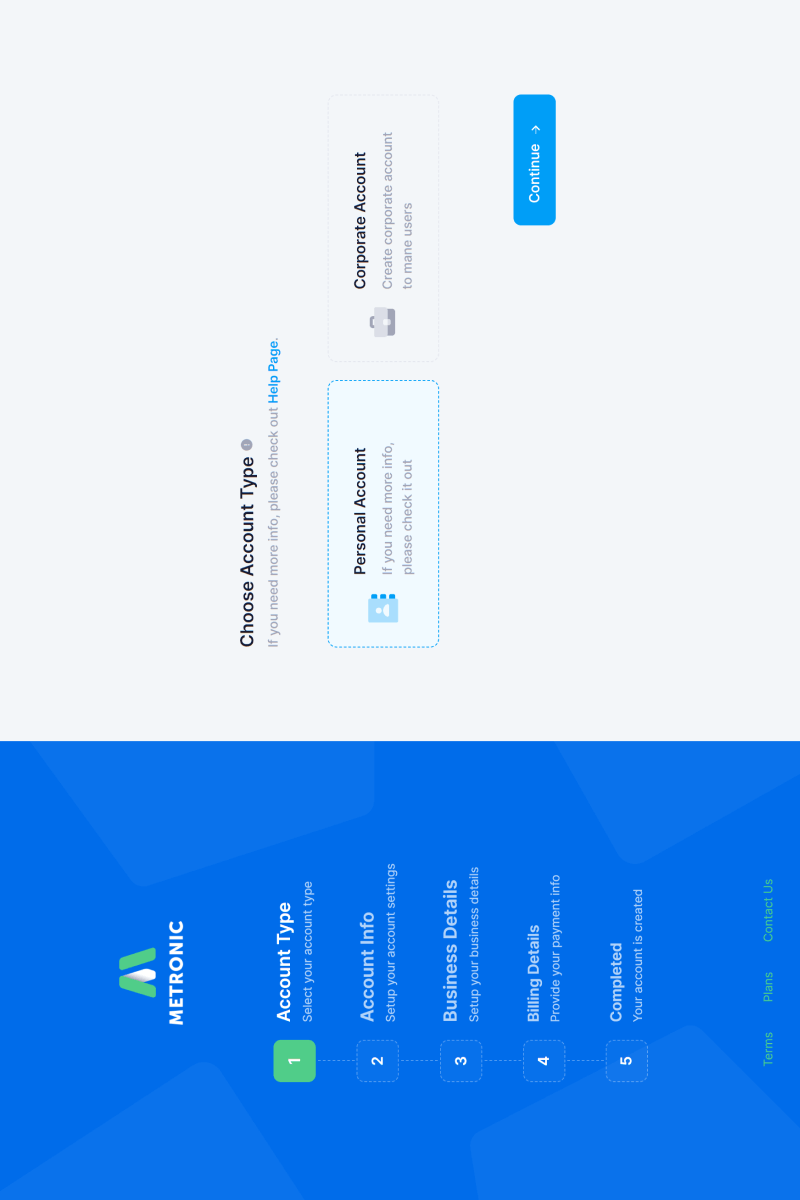 METRONIC
1
Account Type
Select your account type
2
Account Info
Setup your account settings
3
Business Details
Setup your business details
4
Billing Details
Provide your payment info
5
Completed
Your account is created
Terms
Plans
Contact Us
Choose Account Type
If you need more info, please check out Help Page.
Personal Account
If you need more info,
please check it out
Corporate Account
Create corporate account
to mane users
Continue →